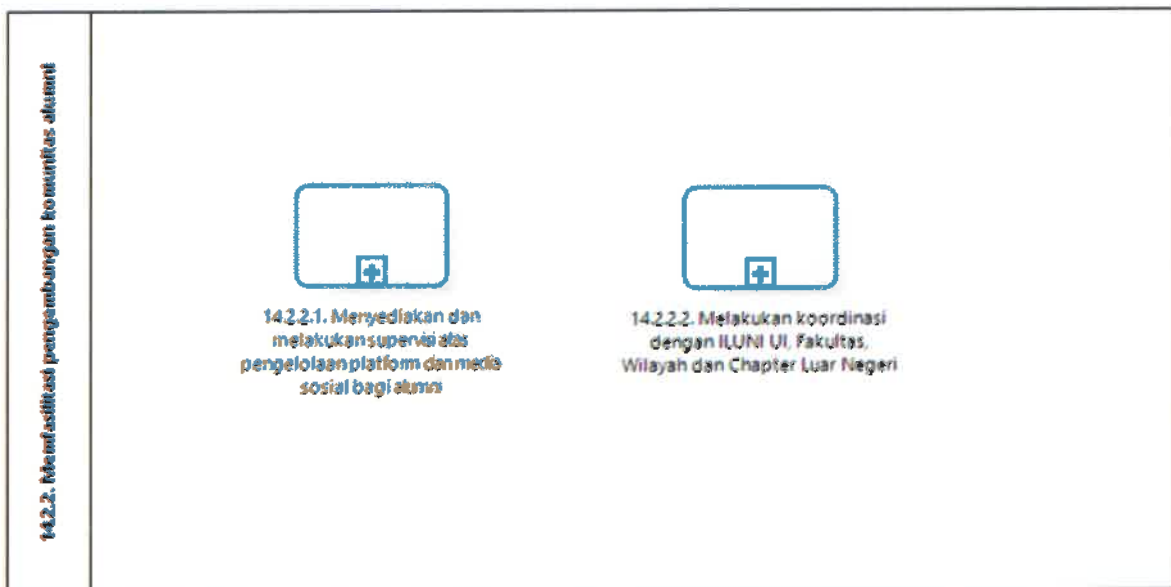 14.2.2. Memfasilitasi pengembangan komunitas alumni
14.2.2.1. Menyediakan dan
melakukan supervisi atas
pengelolaan platform dan media
sosial bagi alumni
14.2.2.2. Melakukan koordinasi
dengan ILUNI UI, Fakultas,
Wilayah dan Chapter Luar Negeri